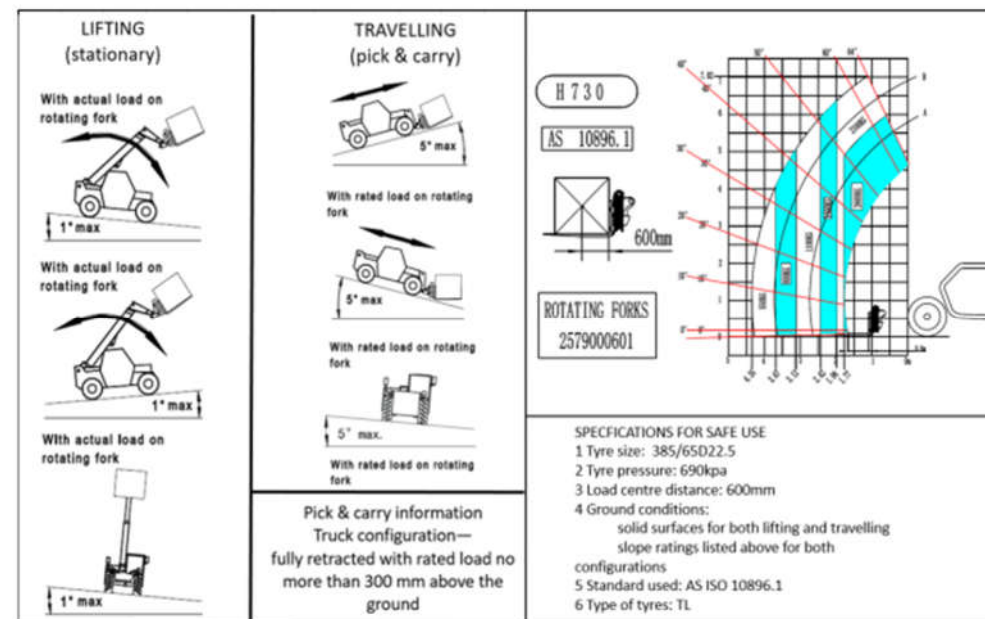 LIFTING
(stationary)
With actual load on
rotating fork
1° max
With actual load on
rotating fork
1° max
With actual load on
rotating fork
1° max
TRAVELLING
(pick & carry)
5° max
With rated load on rotating
fork
5° max
With rated load on rotating
fork
5° max.
With rated load on rotating
fork
Pick & carry information
Truck configuration—
fully retracted with rated load no
more than 300 mm above the
ground
H730
AS 10896.1
600mm
ROTATING FORKS
2579000601
B
A
SPECFICATIONS FOR SAFE USE
1 Tyre size: 385/65D22.5
2 Tyre pressure: 690kpa
3 Load centre distance: 600mm
4 Ground conditions:
solid surfaces for both lifting and travelling
slope ratings listed above for both
configurations
5 Standard used: AS ISO 10896.1
6 Type of tyres: TL